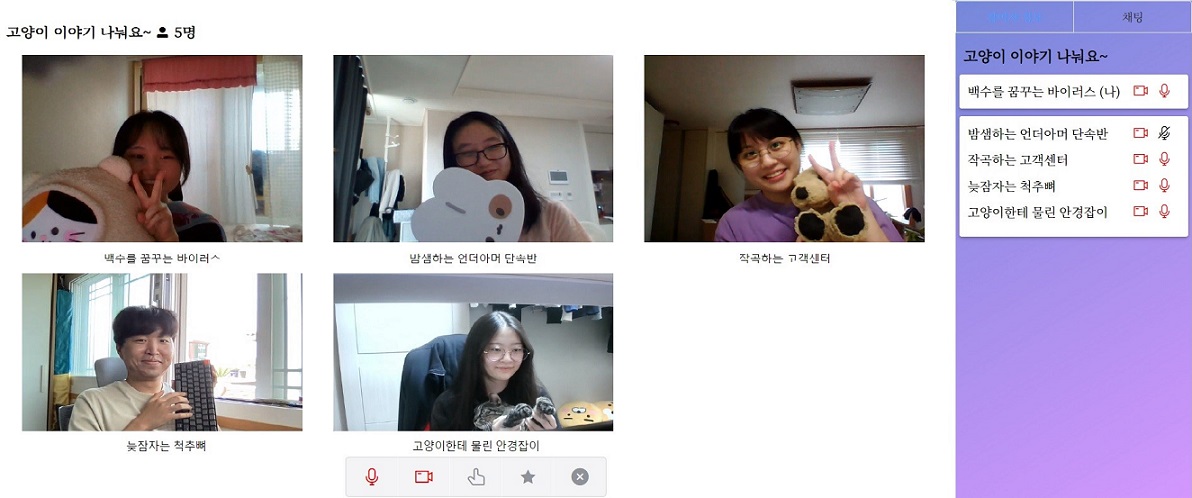 고양이 이야기 나눠요~ 5명
백수를 꿈꾸는 바이러스
밤샘하는 언더아머 단속반
작곡하는 고객센터
늦잠자는 척추뼈
고양이한테 물린 안경잡이
채팅
고양이 이야기 나눠요~
백수를 꿈꾸는 바이러스 (나)
밤샘하는 언더아머 단속반
작곡하는 고객센터
늦잠자는 척추뼈
고양이한테 물린 안경잡이